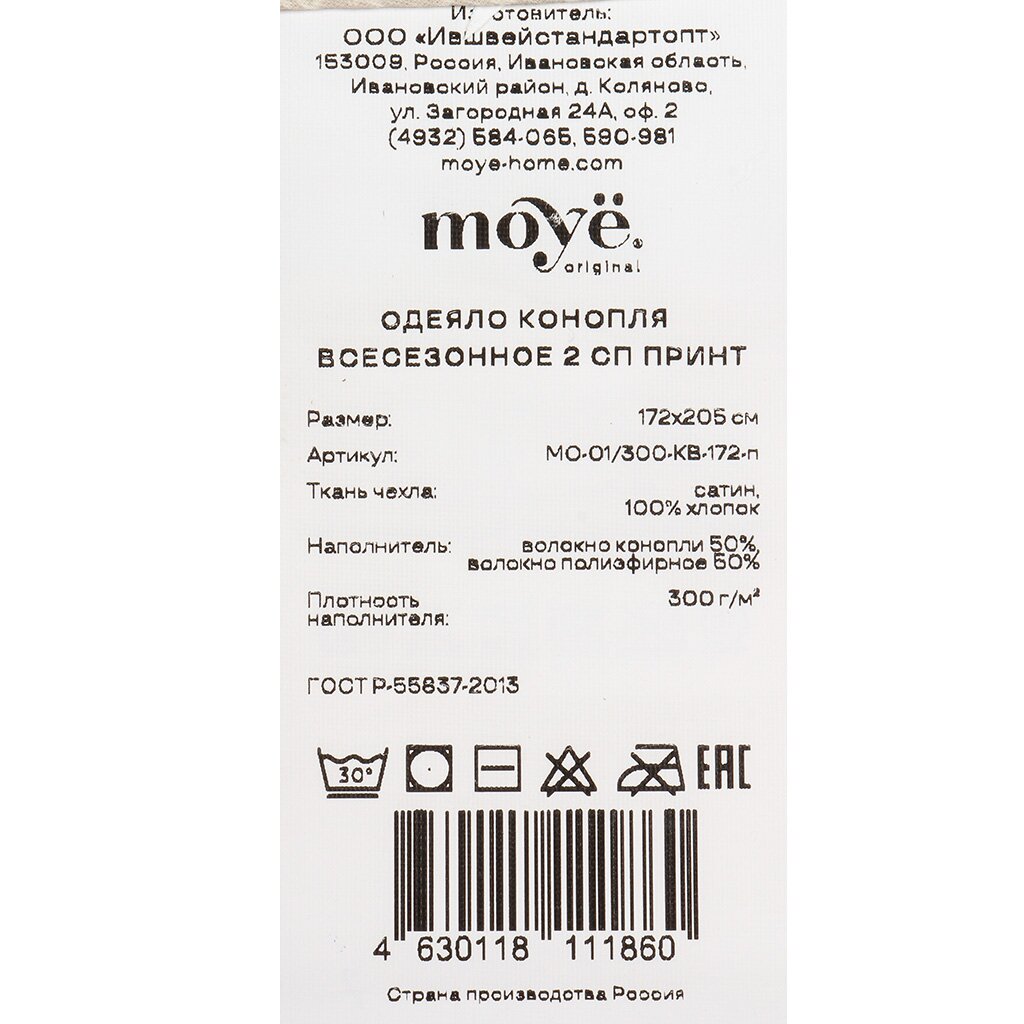 Изготовитель:
ООО «Ившвейстандартопт»
153009, Россия, Ивановская область,
Ивановский район, д. Коляново,
ул. Загородная 24А, оф. 2
(4932) 584-065, 590-981
moye-home.com
moyë
original
ОДЕЯЛО КОНОПЛЯ
ВСЕСЕЗОННОЕ 2 СП ПРИНТ
Размер: 172x205 см
Артикул: МО-01/300-КВ-172-п
Ткань чехла: сатин,
100% хлопок
Наполнитель: волокно конопли 50%,
волокно полиэфирное 50%
Плотность 300 г/м²
наполнителя:
ГОСТ Р-55837-2013
30° EAC
4 630118 111860
Страна производства Россия